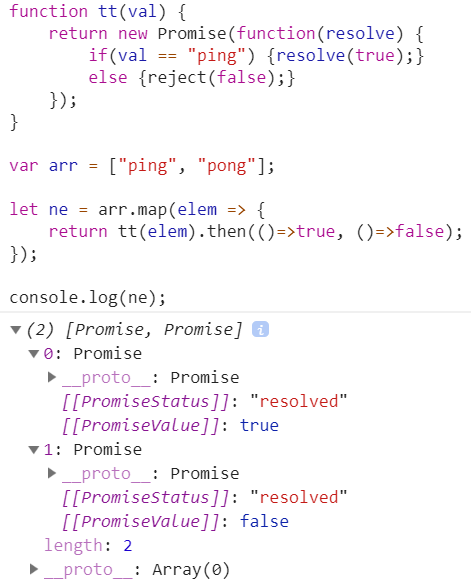 function tt(val) {
    return new Promise(function(resolve) {
        if(val == "ping") {resolve(true);}
        else {reject(false);}
    });
}

var arr = ["ping", "pong"];

let ne = arr.map(elem => {
    return tt(elem).then(()=>true, ()=>false);
});

console.log(ne);
(2) [Promise, Promise] i
0: Promise
__proto__: Promise
[[PromiseStatus]]: "resolved"
[[PromiseValue]]: true
1: Promise
__proto__: Promise
[[PromiseStatus]]: "resolved"
[[PromiseValue]]: false
length: 2
__proto__: Array(0)